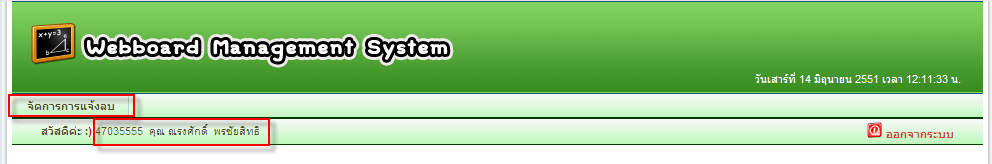 x+y=3
a
b
c
Webboard Management System
วันเสาร์ที่ 14 มิถุนายน 2551 เวลา 12:11:33 น.
จัดการการแจ้งลบ
สวัสดีค่ะ :) 47035555 คุณ ณรงศักดิ์ พรชัยสิทธิ์
ออกจากระบบ